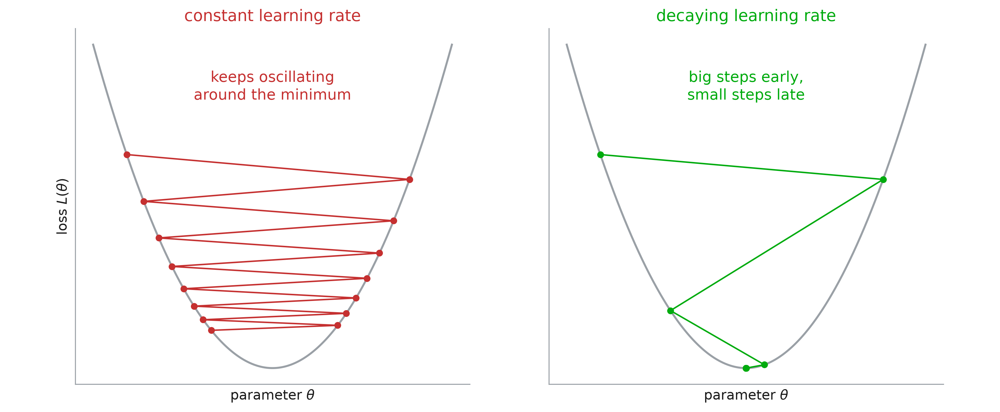 constant learning rate
keeps oscillating
around the minimum
loss L(θ)
parameter θ
decaying learning rate
big steps early,
small steps late
parameter θ